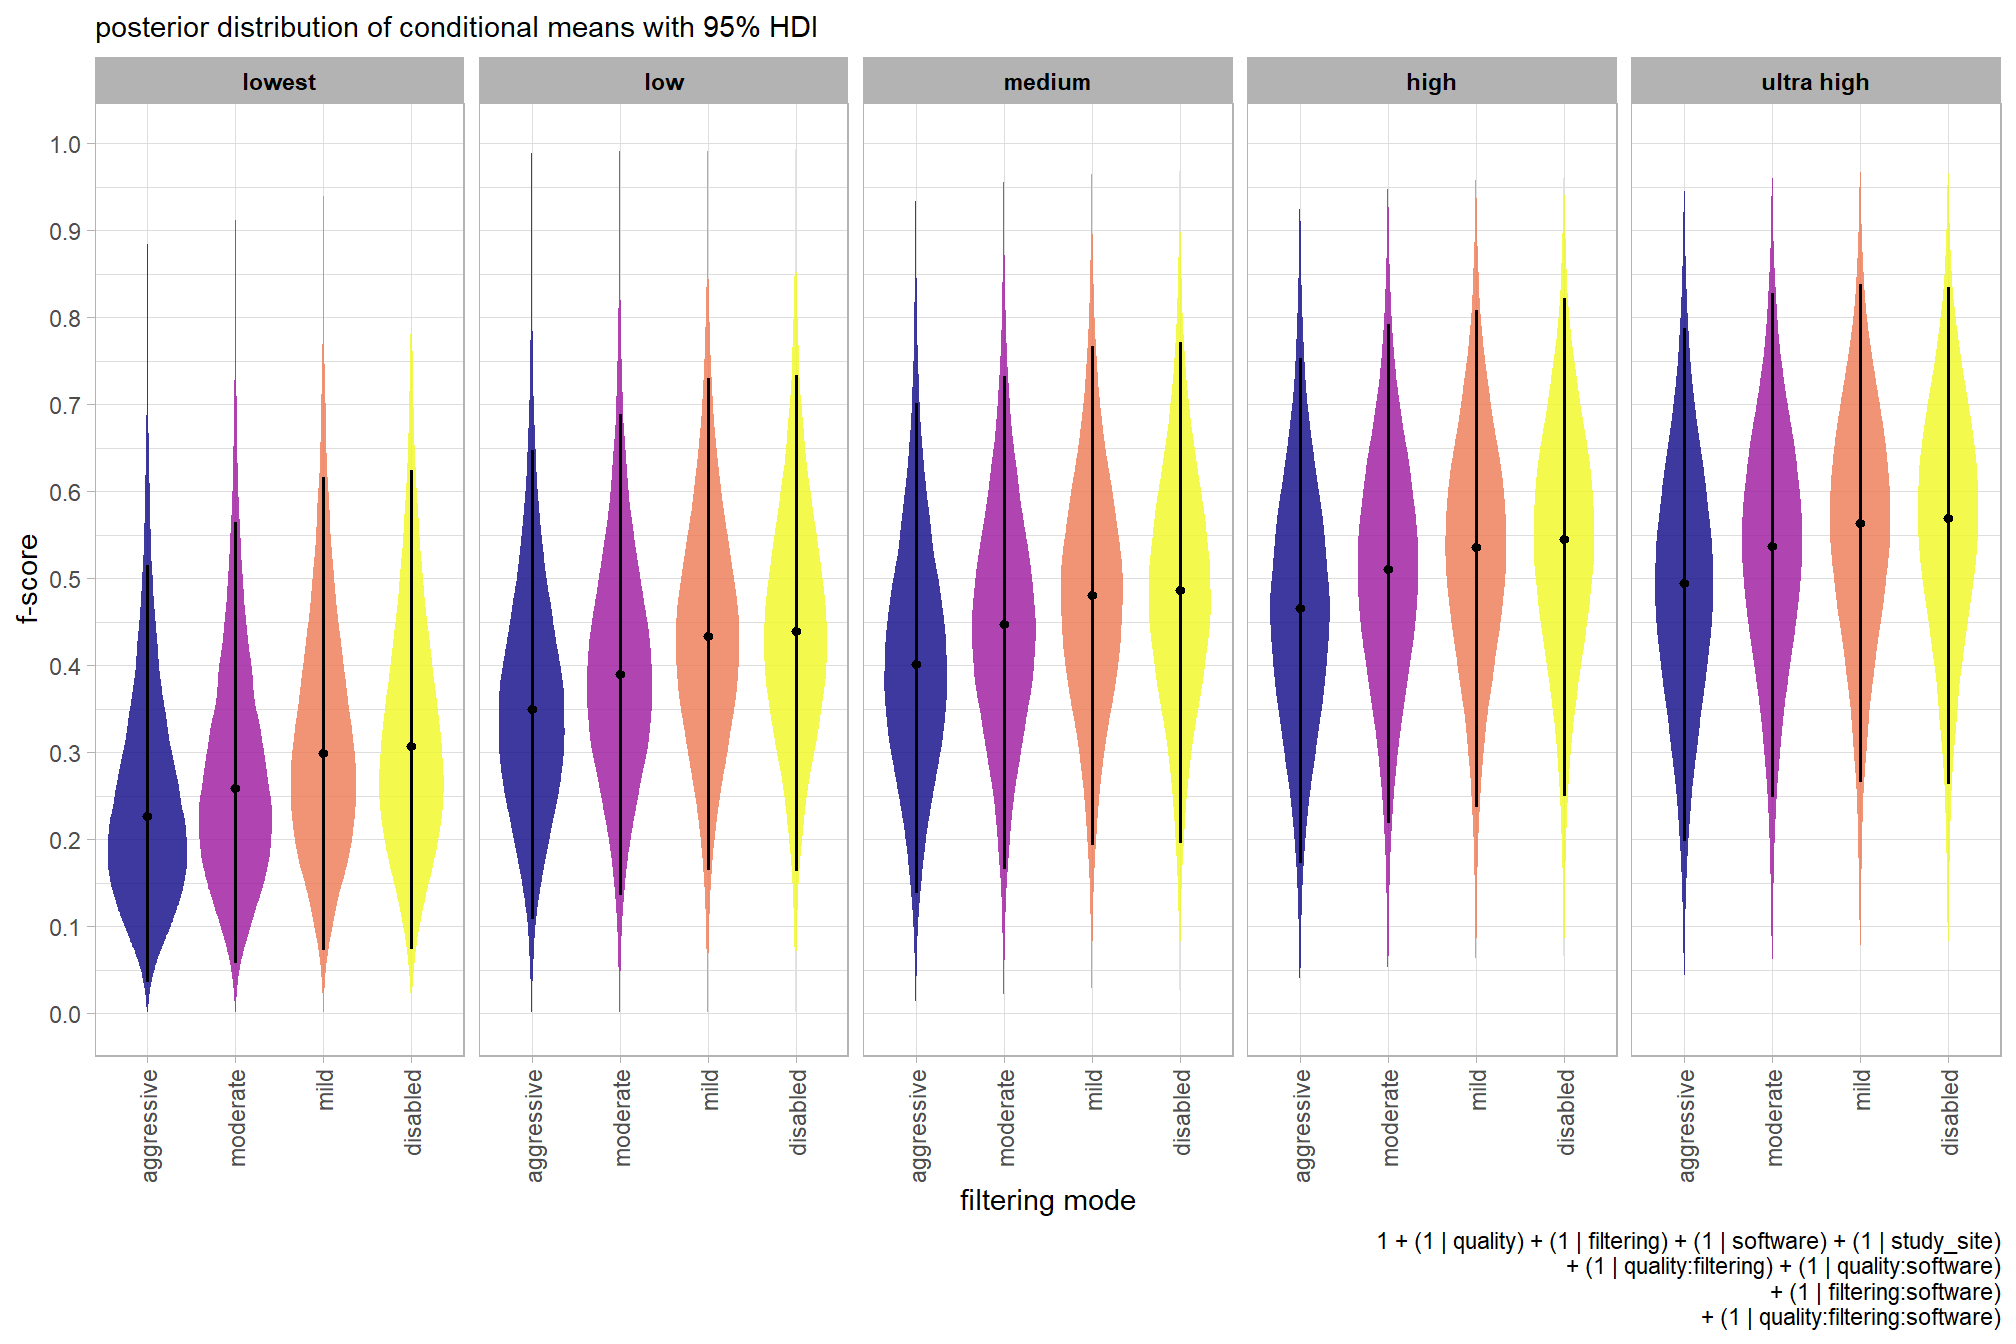 posterior distribution of conditional means with 95% HDI
lowest
low
medium
high
ultra high
f-score
1.0
0.9
0.8
0.7
0.6
0.5
0.4
0.3
0.2
0.1
0.0
aggressive
moderate
mild
disabled
aggressive
moderate
mild
disabled
aggressive
moderate
mild
disabled
aggressive
moderate
mild
disabled
aggressive
moderate
mild
disabled
filtering mode
1 + (1 | quality) + (1 | filtering) + (1 | software) + (1 | study_site)
+ (1 | quality:filtering) + (1 | quality:software)
+ (1 | filtering:software)
+ (1 | quality:filtering:software)